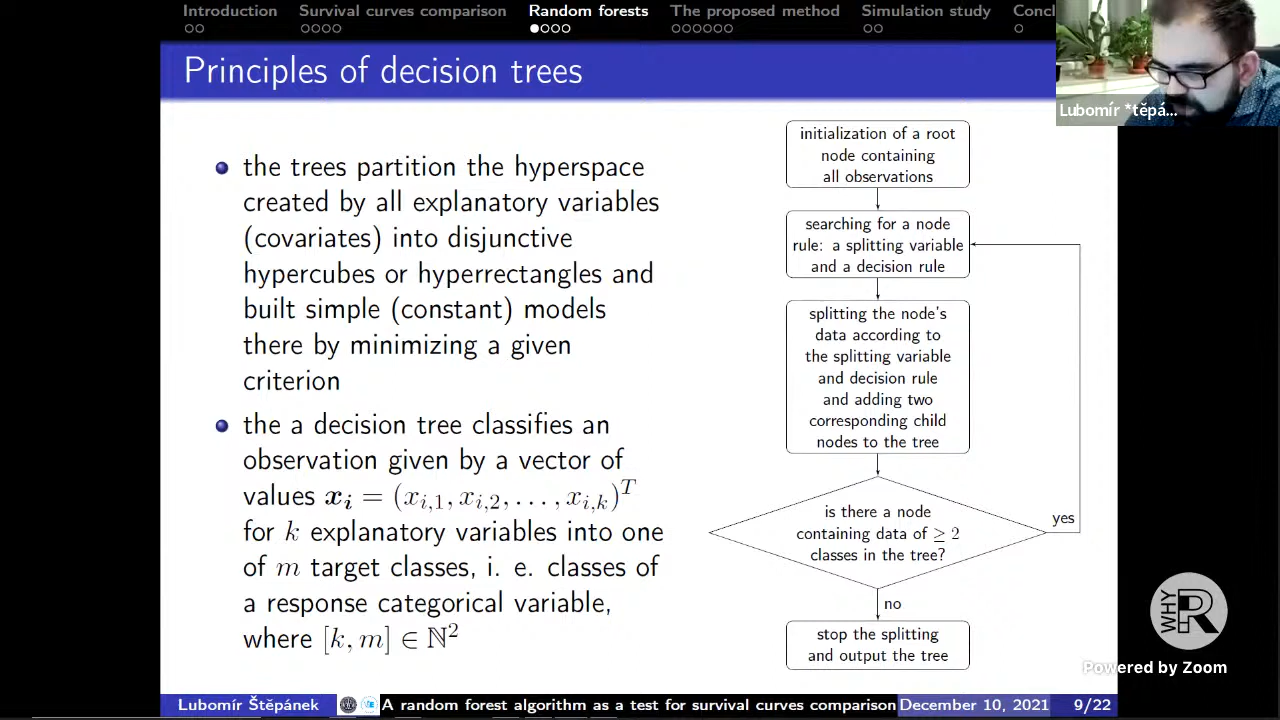 Introduction Survival curves comparison Random forests The proposed method Simulation study Concl
Principles of decision trees
Lubomír *těpá...
the trees partition the hyperspace
created by all explanatory variables
(covariates) into disjunctive
hypercubes or hyperrectangles and
built simple (constant) models
there by minimizing a given
criterion
the a decision tree classifies an
observation given by a vector of
values xᵢ = (xᵢ,₁, xᵢ,₂, . . . , xᵢ,ₖ)ᵀ
for k explanatory variables into one
of m target classes, i. e. classes of
a response categorical variable,
where [k, m] ∈ ℕ²
initialization of a root
node containing
all observations
searching for a node
rule: a splitting variable
and a decision rule
splitting the node's
data according to
the splitting variable
and decision rule
and adding two
corresponding child
nodes to the tree
is there a node
containing data of ≥ 2
classes in the tree?
yes
no
stop the splitting
and output the tree
WHY R
Powered by Zoom
Lubomír Štěpánek A random forest algorithm as a test for survival curves comparison December 10, 2021 9/22